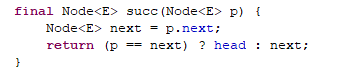 final Node<E> succ(Node<E> p) {
    Node<E> next = p.next;
    return (p == next) ? head : next;
}